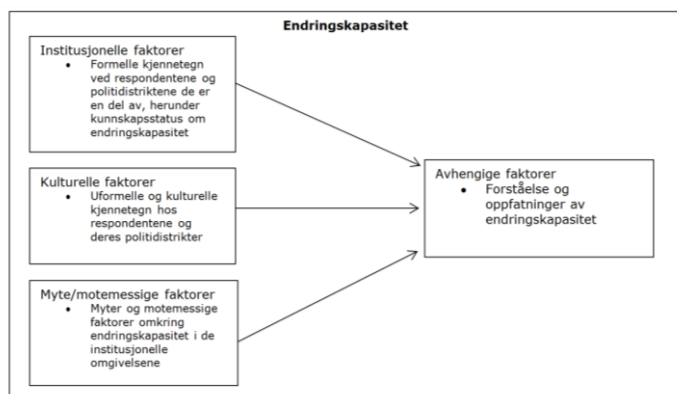 Endringskapasitet
Institusjonelle faktorer
• Formelle kjennetegn
ved respondentene og
politidistriktene de er
en del av, herunder
kunnskapsstatus om
endringskapasitet
Kulturelle faktorer
• Uformelle og kulturelle
kjennetegn hos
respondentene og
deres politidistrikter
Myte/motemessige faktorer
• Myter og motemessige
faktorer omkring
endringskapasitet i de
institusjonelle
omgivelsene
Avhengige faktorer
• Forståelse og
oppfatninger av
endringskapasitet